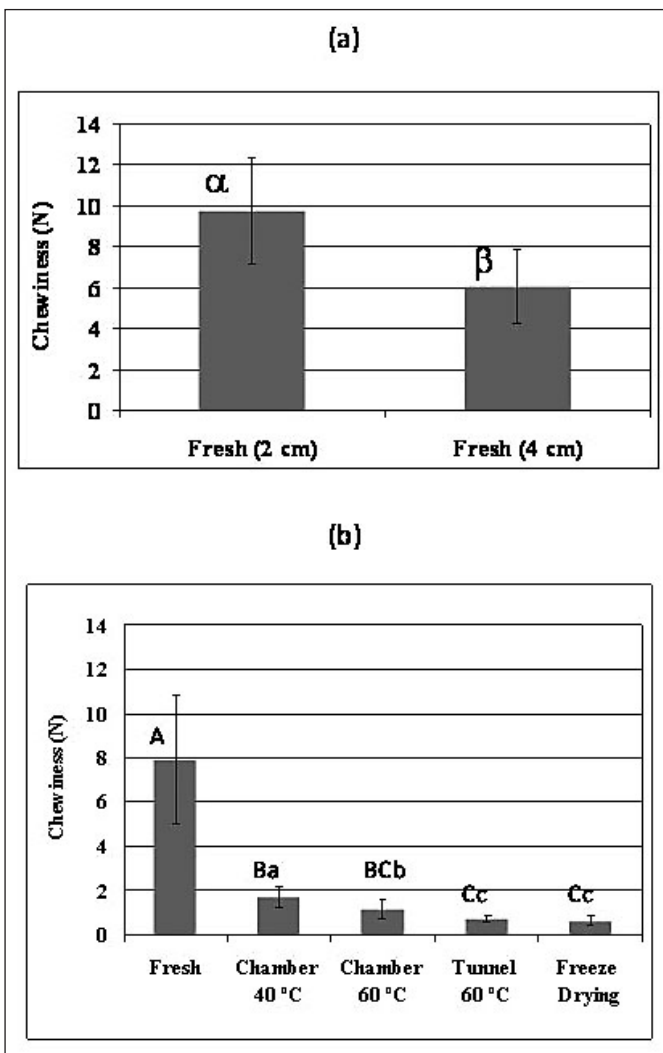 (a)
Chewiness (N)
14
12
10
8
6
4
2
0
α
β
Fresh (2 cm)
Fresh (4 cm)
(b)
Chewiness (N)
14
12
10
8
6
4
2
0
A
Ba
BCb
Cc
Cc
Fresh
Chamber
40 °C
Chamber
60 °C
Tunnel
60 °C
Freeze
Drying